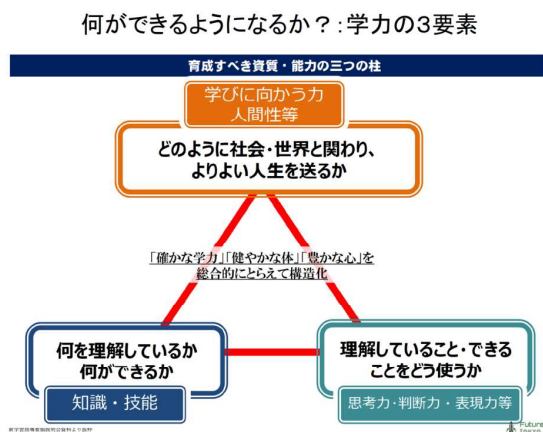 何ができるようになるか？：学力の3要素
育成すべき資質・能力の三つの柱
学びに向かう力
人間性等
どのように社会・世界と関わり、
よりよい人生を送るか
「確かな学力」「健やかな体」「豊かな心」を
総合的にとらえて構造化
何を理解しているか
何ができるか
知識・技能
理解していること・できる
ことをどう使うか
思考力・判断力・表現力等
Future